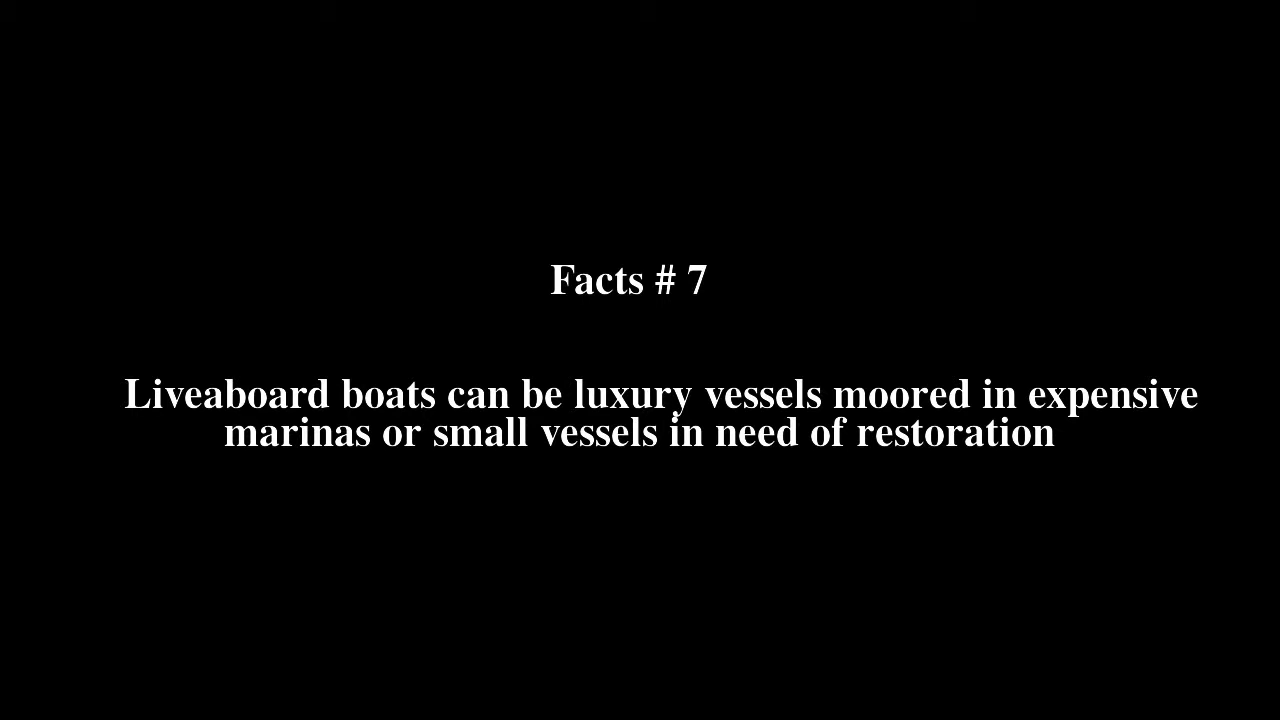 Facts # 7
Liveaboard boats can be luxury vessels moored in expensive
marinas or small vessels in need of restoration